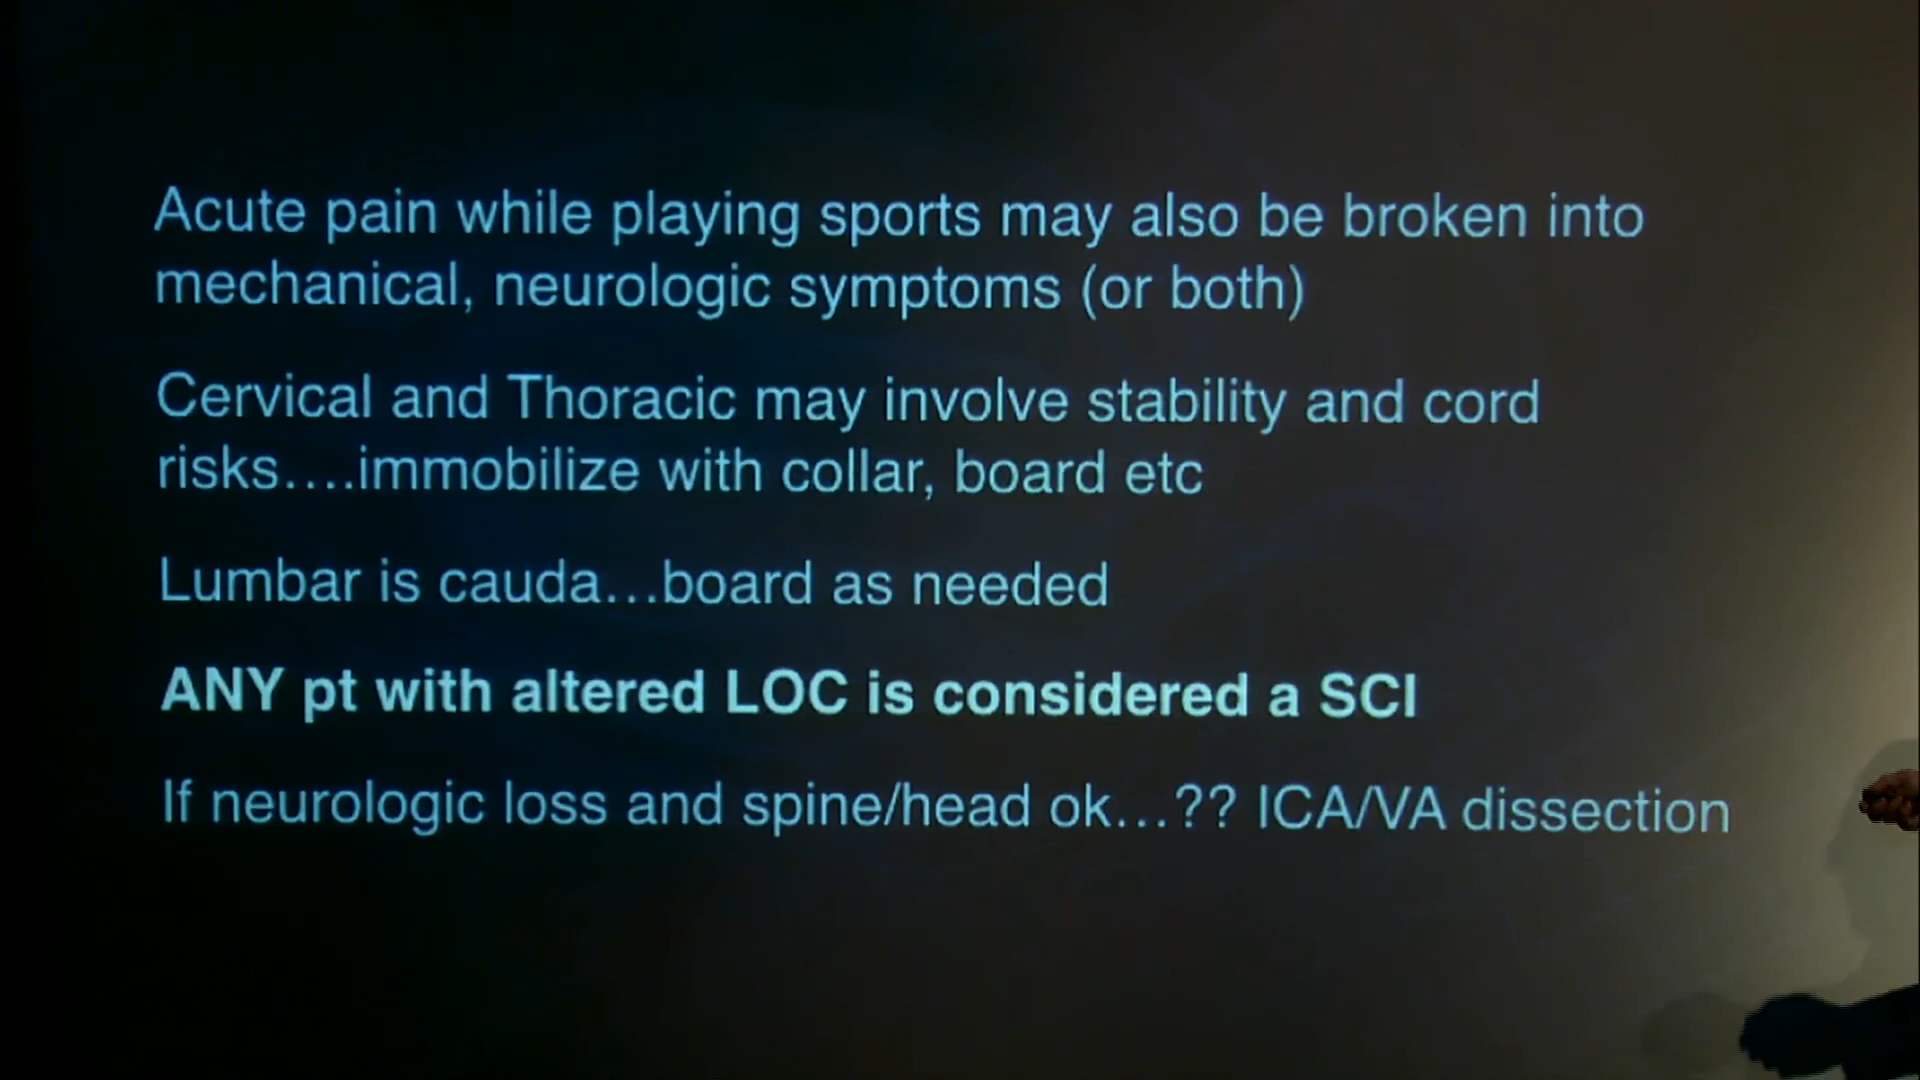 Acute pain while playing sports may also be broken into
mechanical, neurologic symptoms (or both)
Cervical and Thoracic may involve stability and cord
risks....immobilize with collar, board etc
Lumbar is cauda...board as needed
ANY pt with altered LOC is considered a SCI
If neurologic loss and spine/head ok...?? ICA/VA dissection